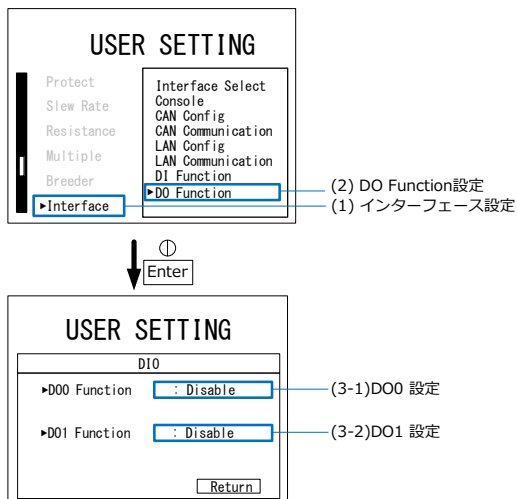 USER SETTING
Protect
Slew Rate
Resistance
Multiple
Breeder
►Interface
Interface Select
Console
CAN Config
CAN Communication
LAN Config
LAN Communication
DI Function
►DO Function
(2) DO Function設定
(1) インターフェース設定
Enter
USER SETTING
DIO
►DO0 Function : Disable
(3-1)DO0 設定
►DO1 Function : Disable
(3-2)DO1 設定
Return